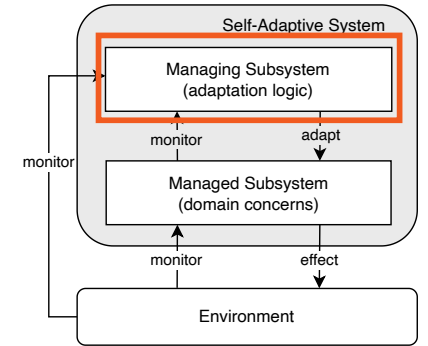 Self-Adaptive System
Managing Subsystem
(adaptation logic)
monitor
adapt
monitor
Managed Subsystem
(domain concerns)
monitor
effect
Environment